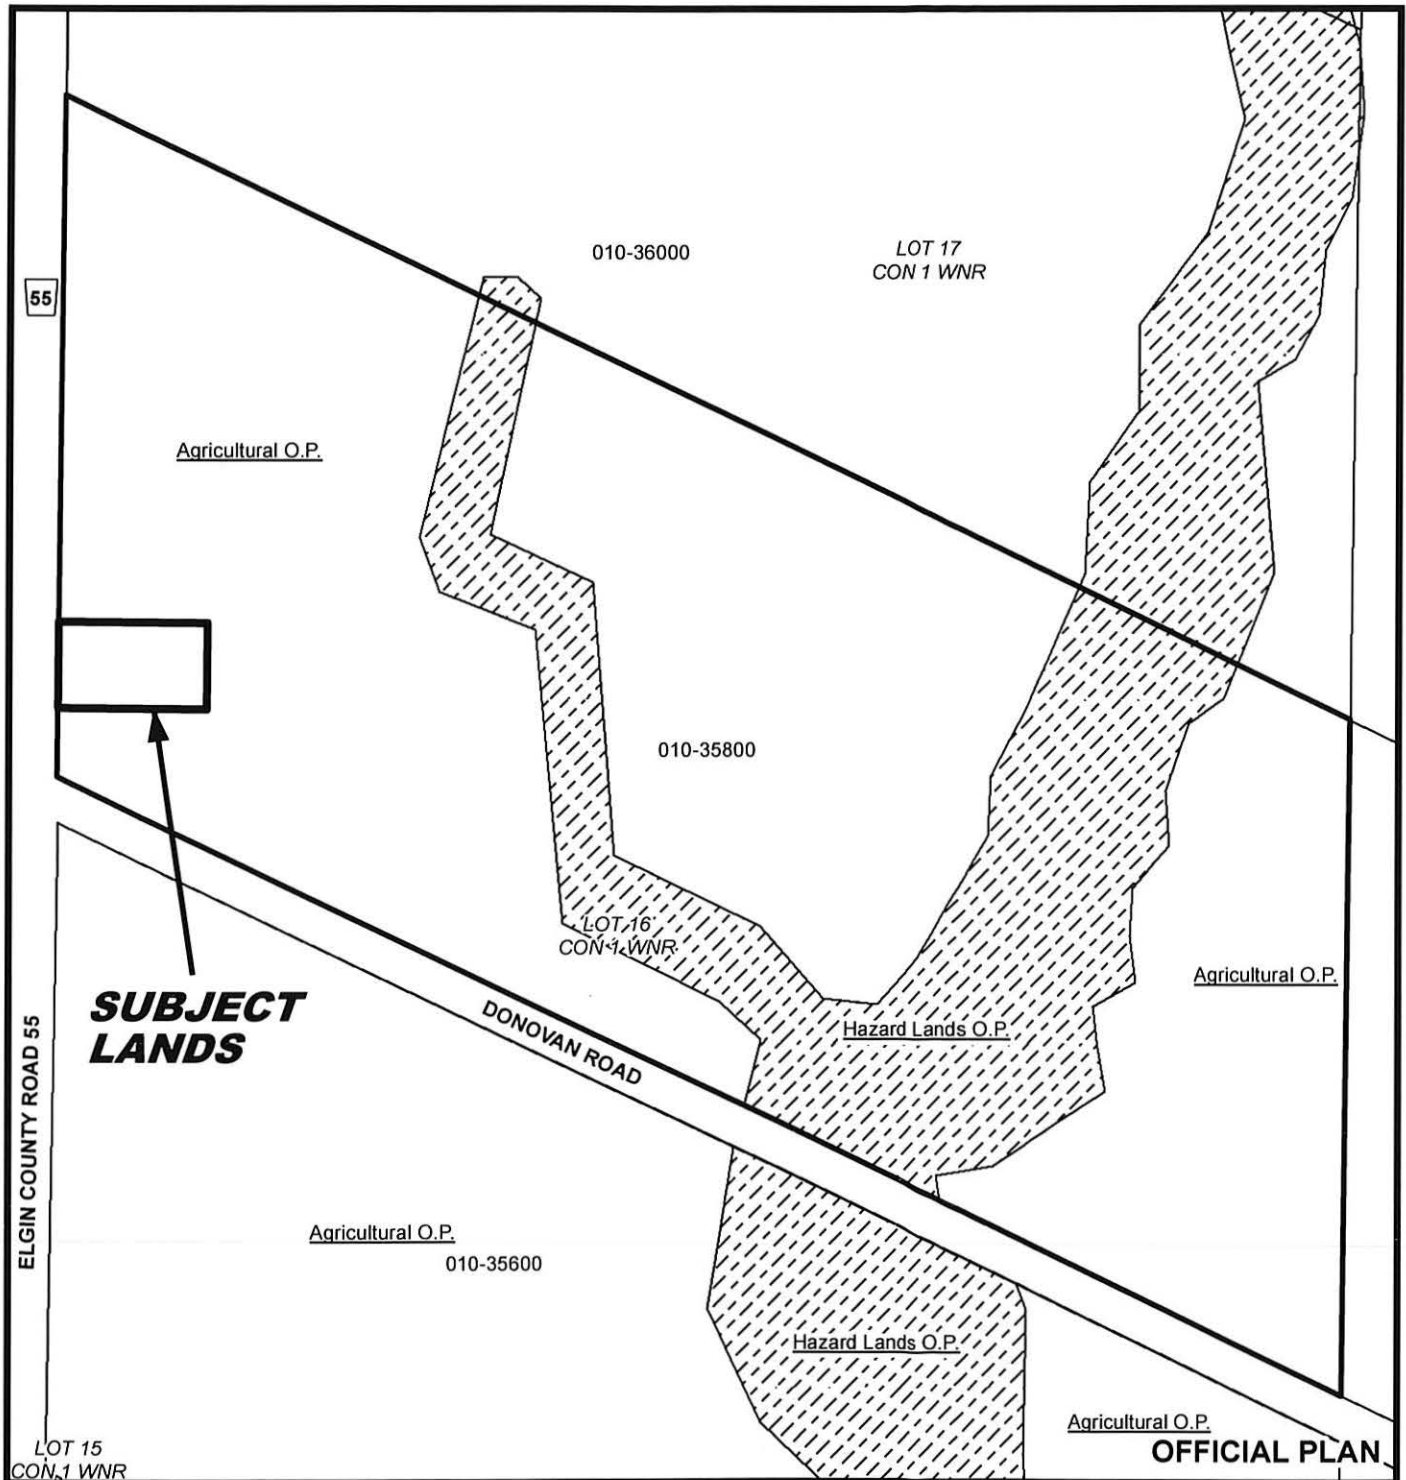 010-36000
LOT 17
CON 1 WNR
55
Agricultural O.P.
010-35800
LOT 16
CON 1 WNR
Agricultural O.P.
SUBJECT
LANDS
DONOVAN ROAD
Hazard Lands O.P.
ELGIN COUNTY ROAD 55
Agricultural O.P.
010-35600
Hazard Lands O.P.
Agricultural O.P.
LOT 15
CON 1 WNR
OFFICIAL PLAN